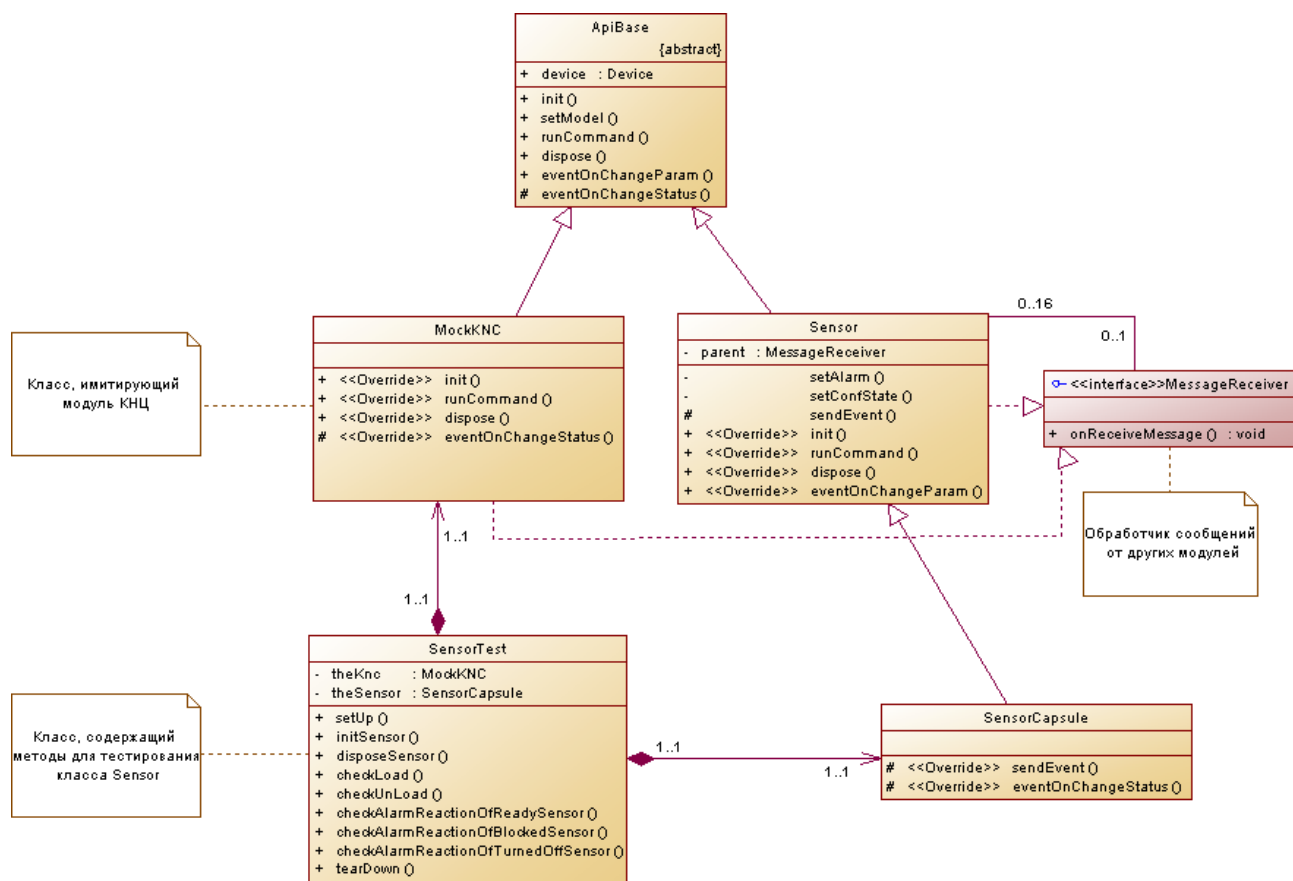 ApiBase
{abstract}
+ device : Device
+ init ()
+ setModel ()
+ runCommand ()
+ dispose ()
+ eventOnChangeParam ()
# eventOnChangeStatus ()
Класс, имитирующий
модуль КНЦ
MockKNC
+ <<Override>> init ()
+ <<Override>> runCommand ()
+ <<Override>> dispose ()
# <<Override>> eventOnChangeStatus ()
Sensor
- parent : MessageReceiver
- setAlarm ()
- setConfState ()
# sendEvent ()
+ <<Override>> init ()
+ <<Override>> runCommand ()
+ <<Override>> dispose ()
+ <<Override>> eventOnChangeParam ()
0..16
0..1
<<interface>>MessageReceiver
+ onReceiveMessage () : void
Обработчик сообщений
от других модулей
1..1
1..1
Класс, содержащий
методы для тестирования
класса Sensor
SensorTest
- theKnc : MockKNC
- theSensor : SensorCapsule
+ setUp ()
+ initSensor ()
+ disposeSensor ()
+ checkLoad ()
+ checkUnLoad ()
+ checkAlarmReactionOfReadySensor ()
+ checkAlarmReactionOfBlockedSensor ()
+ checkAlarmReactionOfTurnedOffSensor ()
+ tearDown ()
1..1
1..1
SensorCapsule
# <<Override>> sendEvent ()
# <<Override>> eventOnChangeStatus ()